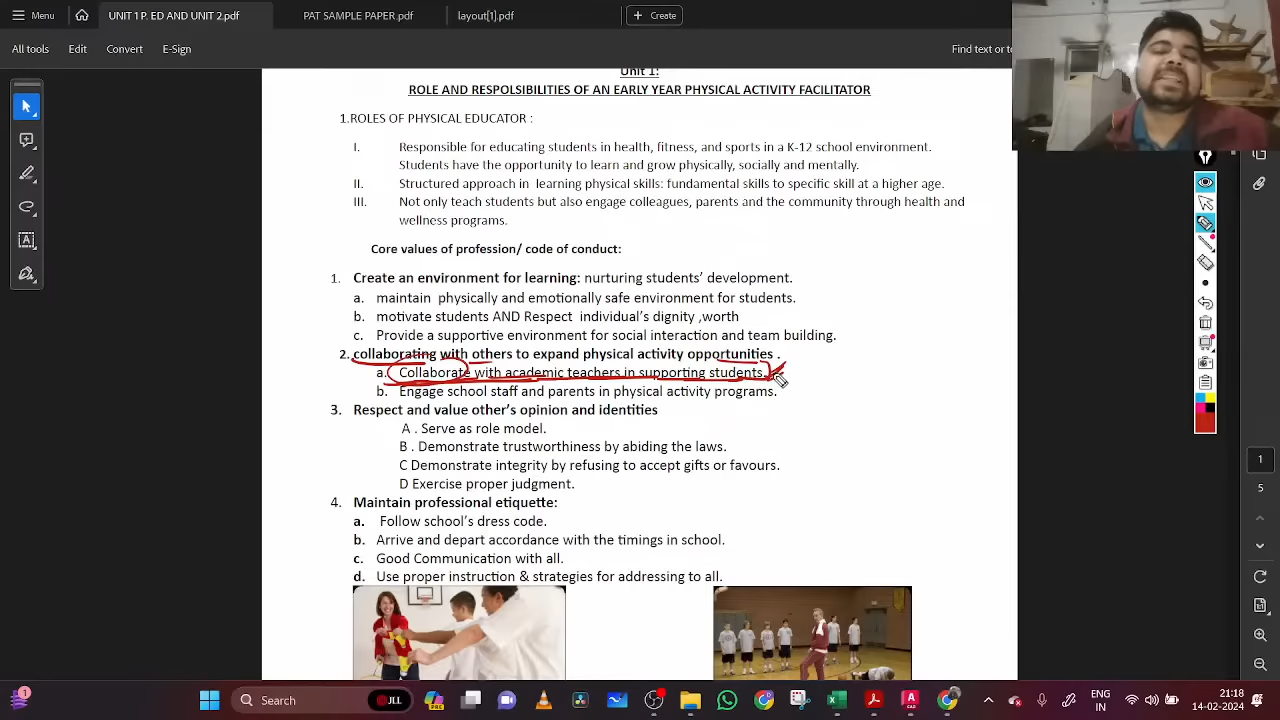 Menu
UNIT 1 P. ED AND UNIT 2.pdf
PAT SAMPLE PAPER.pdf
layout[1].pdf
+ Create
All tools Edit Convert E-Sign
Find text or to
Unit 1:
ROLE AND RESPOLSIBILITIES OF AN EARLY YEAR PHYSICAL ACTIVITY FACILITATOR
1.ROLES OF PHYSICAL EDUCATOR :
I. Responsible for educating students in health, fitness, and sports in a K-12 school environment.
Students have the opportunity to learn and grow physically, socially and mentally.
II. Structured approach in learning physical skills: fundamental skills to specific skill at a higher age.
III. Not only teach students but also engage colleagues, parents and the community through health and
wellness programs.
Core values of profession/ code of conduct:
1. Create an environment for learning: nurturing students’ development.
a. maintain physically and emotionally safe environment for students.
b. motivate students AND Respect individual’s dignity ,worth
c. Provide a supportive environment for social interaction and team building.
2. collaborating with others to expand physical activity opportunities .
a. Collaborate with academic teachers in supporting students.
b. Engage school staff and parents in physical activity programs.
3. Respect and value other’s opinion and identities
A . Serve as role model.
B . Demonstrate trustworthiness by abiding the laws.
C Demonstrate integrity by refusing to accept gifts or favours.
D Exercise proper judgment.
4. Maintain professional etiquette:
a. Follow school’s dress code.
b. Arrive and depart accordance with the timings in school.
c. Good Communication with all.
d. Use proper instruction & strategies for addressing to all.
1
5
1
Search
JLL
ENG
IN
21:18
14-02-2024